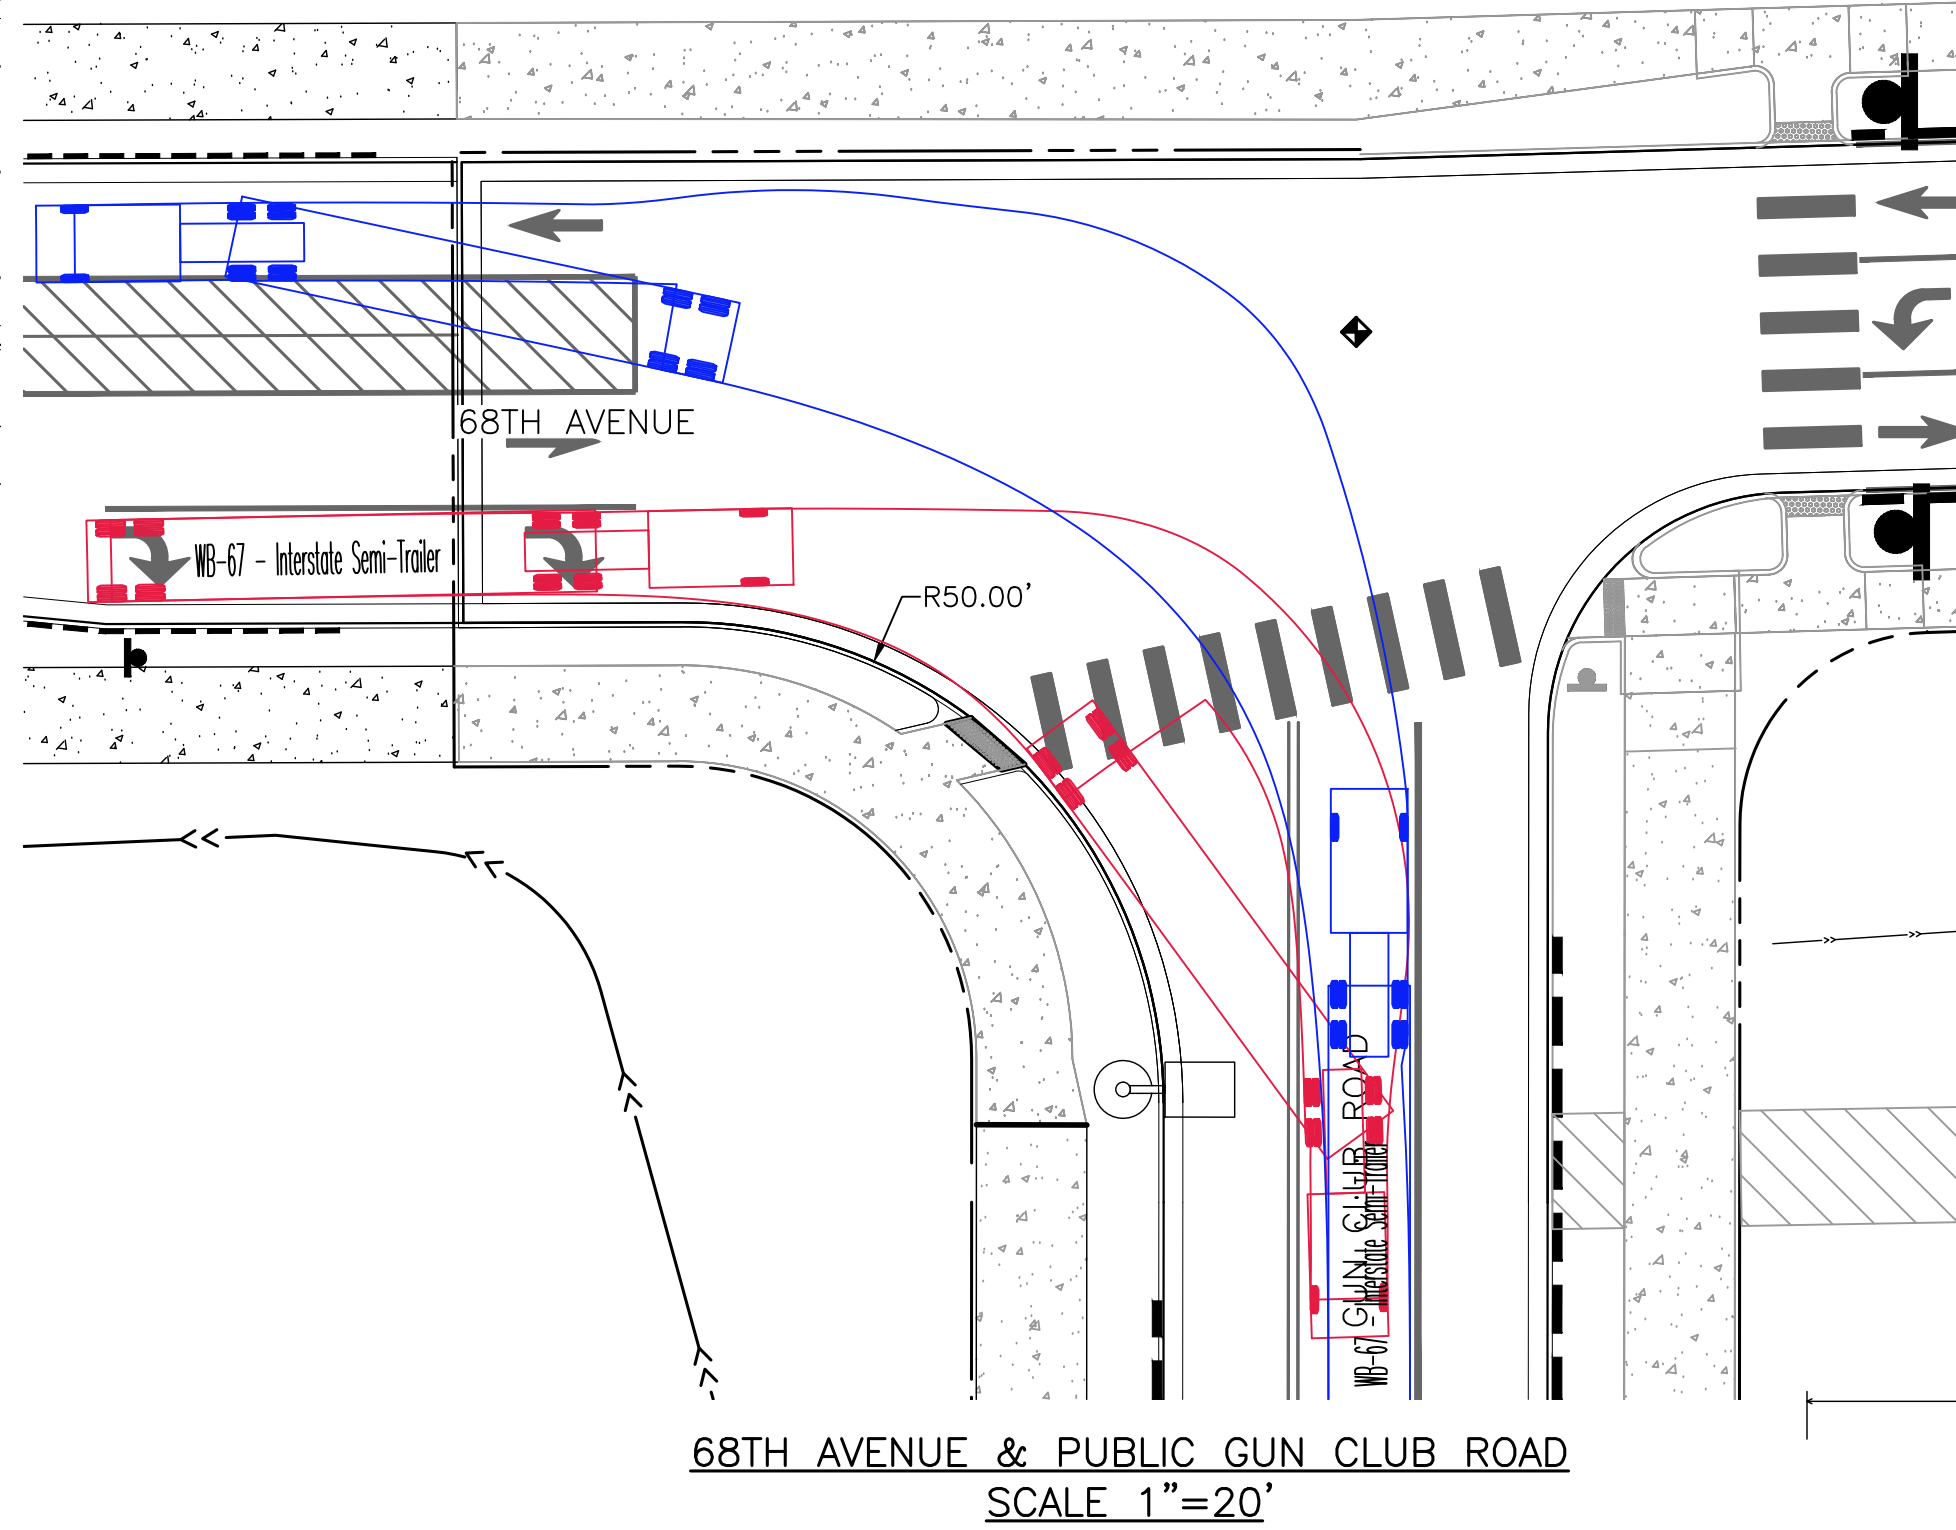 68TH AVENUE
WB-67 - Interstate Semi-Trailer
R50.00'
GUN CLUB ROAD
WB-67 - Interstate Semi-Trailer
68TH AVENUE & PUBLIC GUN CLUB ROAD
SCALE 1"=20'